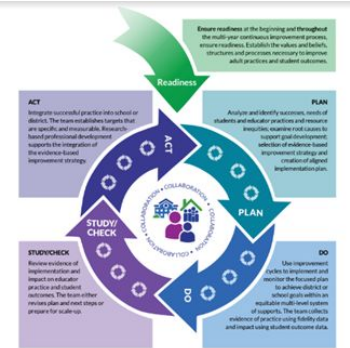 Ensure readiness at the beginning and throughout
the multi-year continuous improvement process,
ensure readiness. Establish the values and beliefs,
structures and processes necessary to improve
adult practices and student outcomes.
Readiness
ACT
Integrate successful practice into school or
district. The team establishes targets that
are specific and measurable. Research-
based professional development
supports the integration of
the evidence-based
improvement strategy.
PLAN
Analyze and identify successes, needs of
students and educator practices and resource
inequities, examine root causes to
support goal development;
selection of evidence-based
improvement strategy and
creation of aligned
implementation plan.
ACT
PLAN
DO
STUDY/
CHECK
• COLLABORATION • COLLABORATION • COLLABORATION • COLLABORATION
STUDY/CHECK
Review evidence of
implementation and
impact on educator
practice and student
outcomes. The team either
revises plan and next steps or
prepares for scale-up.
DO
Use improvement
cycles to implement and
monitor the focused plan
to achieve district or
school goals within an
equitable multi-level system
of supports. The team collects
evidence of practice using fidelity data
and impact using student outcome data.